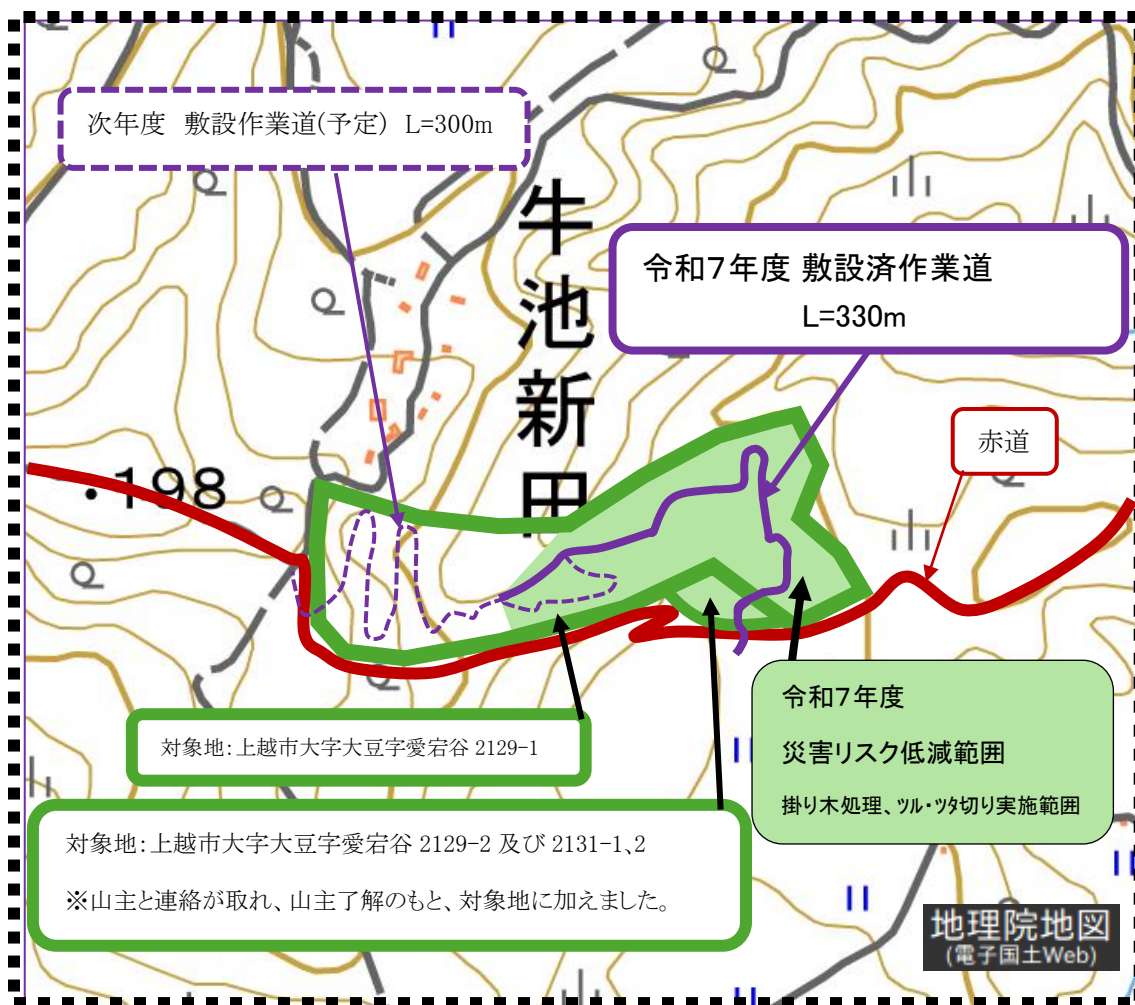 次年度 敷設作業道(予定) L=300m
牛池新田
令和7年度 敷設済作業道
L=330m
赤道
・198
令和7年度
災害リスク低減範囲
掛り木処理、ツル・ツタ切り実施範囲
対象地：上越市大字大豆字愛宕谷 2129-1
対象地：上越市大字大豆字愛宕谷 2129-2 及び 2131-1、2
※山主と連絡が取れ、山主了解のもと、対象地に加えました。
地理院地図
(電子国土Web)